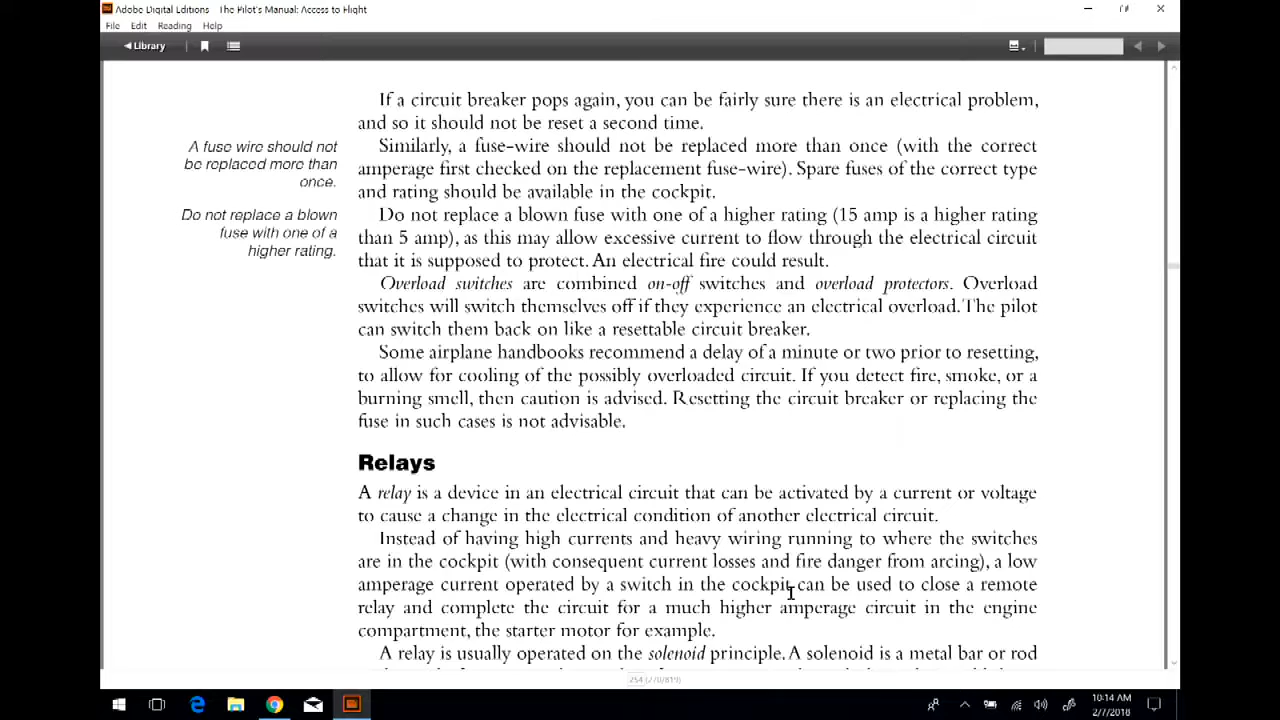 Adobe Digital Editions - The Pilot's Manual: Access to Flight
File Edit Reading Help
Library
If a circuit breaker pops again, you can be fairly sure there is an electrical problem,
and so it should not be reset a second time.
A fuse wire should not
be replaced more than
once.
Similarly, a fuse-wire should not be replaced more than once (with the correct
amperage first checked on the replacement fuse-wire). Spare fuses of the correct type
and rating should be available in the cockpit.
Do not replace a blown
fuse with one of a
higher rating.
Do not replace a blown fuse with one of a higher rating (15 amp is a higher rating
than 5 amp), as this may allow excessive current to flow through the electrical circuit
that it is supposed to protect. An electrical fire could result.
Overload switches are combined on-off switches and overload protectors. Overload
switches will switch themselves off if they experience an electrical overload. The pilot
can switch them back on like a resettable circuit breaker.
Some airplane handbooks recommend a delay of a minute or two prior to resetting,
to allow for cooling of the possibly overloaded circuit. If you detect fire, smoke, or a
burning smell, then caution is advised. Resetting the circuit breaker or replacing the
fuse in such cases is not advisable.
Relays
A relay is a device in an electrical circuit that can be activated by a current or voltage
to cause a change in the electrical condition of another electrical circuit.
Instead of having high currents and heavy wiring running to where the switches
are in the cockpit (with consequent current losses and fire danger from arcing), a low
amperage current operated by a switch in the cockpit can be used to close a remote
relay and complete the circuit for a much higher amperage circuit in the engine
compartment, the starter motor for example.
A relay is usually operated on the solenoid principle. A solenoid is a metal bar or rod
254 (270/819)
10:14 AM
2/7/2018